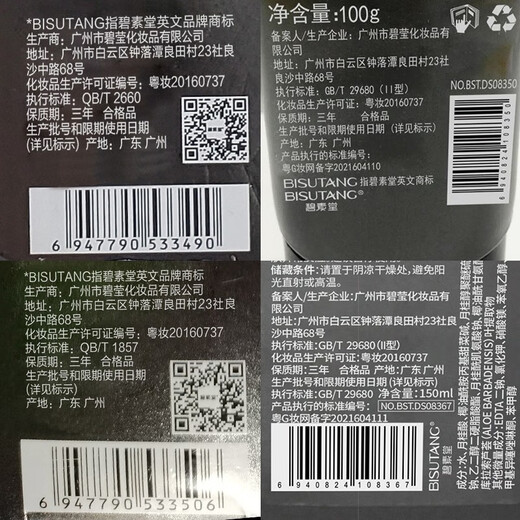 *BISUTANG指碧素堂英文品牌商标
生产商：广州市碧莹化妆品有限公司
地址：广州市白云区钟落潭良田村23社良
沙中路68号
化妆品生产许可证编号：粤妆20160737
执行标准：QB/T 2660
保质期：三年 合格品
生产批号和限期使用日期
(详见标示) 产地：广东 广州
6 947790 533490
净含量：100g
备案人/生产企业：广州市碧莹化妆品有限公司
地址：广州市白云区钟落潭良田村23社
良沙中路68号
执行标准：GB/T 29680（II型）
化妆品生产许可证：粤妆20160737
保质期：三年 产地：广东 广州
生产批号和限期使用日期（详见标示）
产品执行的标准编号：
粤G妆网备字2021604110
BISUTANG指碧素堂英文商标
BISUTANG®
碧素堂
NO.BST.DS08350
6 940824 108350
*BISUTANG指碧素堂英文品牌商标
生产商：广州市碧莹化妆品有限公司
地址：广州市白云区钟落潭良田村23社良
沙中路68号
化妆品生产许可证编号：粤妆20160737
执行标准：QB/T 1857
保质期：三年 合格品
生产批号和限期使用日期
(详见标示)
产地：广东 广州
6 947790 533506
储藏条件：请置于阴凉干燥处，避免阳
光直射或高温。
备案人/生产企业：广州市碧莹化妆品有限公司
地址：广州市白云区钟落潭良田村23社良沙中
路68号
执行标准：GB/T 29680(II型)
化妆品生产许可证：粤妆20160737
保质期：三年 产地：广东 广州
生产批号和限期使用日期(详见标示)
产品执行的标准编号：GB/T 29680 净含量：150ml
粤G妆网备字2021604111
NO.BST.DS08367
6 940824 108367
BISUTANG®
碧素堂